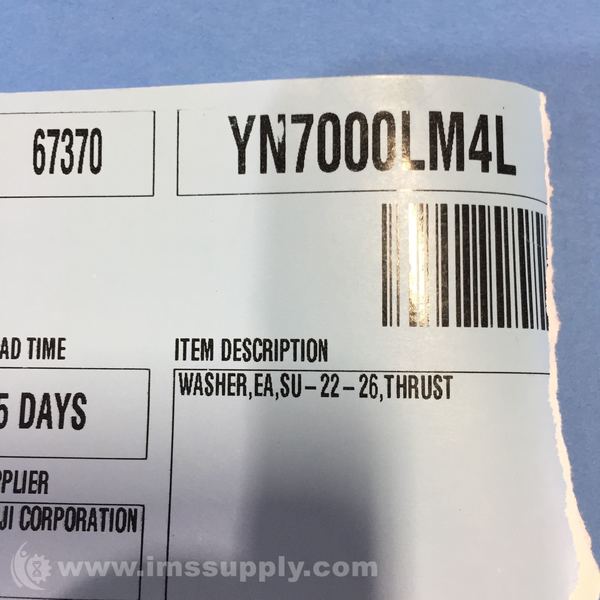 67370
YN7000LM4L
AD TIME
ITEM DESCRIPTION
WASHER,EA,SU-22-26,THRUST
5 DAYS
PPLIER
JI CORPORATION
www.imssupply.com